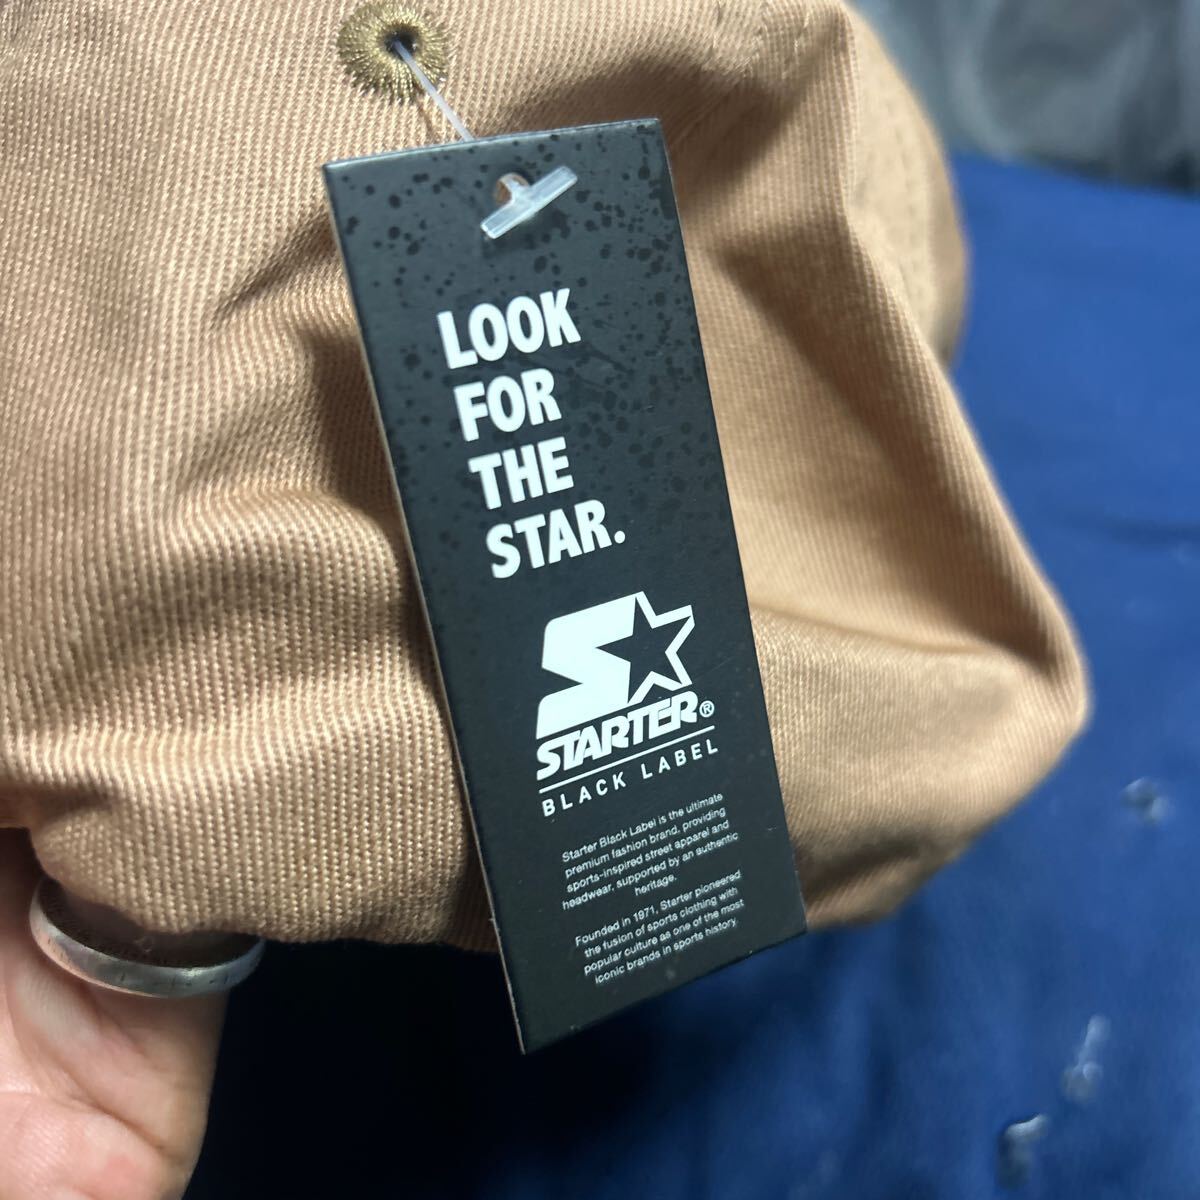 LOOK
FOR
THE
STAR.
STARTER®
BLACK LABEL
Starter Black Label is the ultimate
premium fashion brand, providing
sports-inspired street apparel and
headwear, supported by an authentic
heritage.
Founded in 1971, Starter pioneered
the fusion of sports clothing with
popular culture as one of the most
iconic brands in sports history